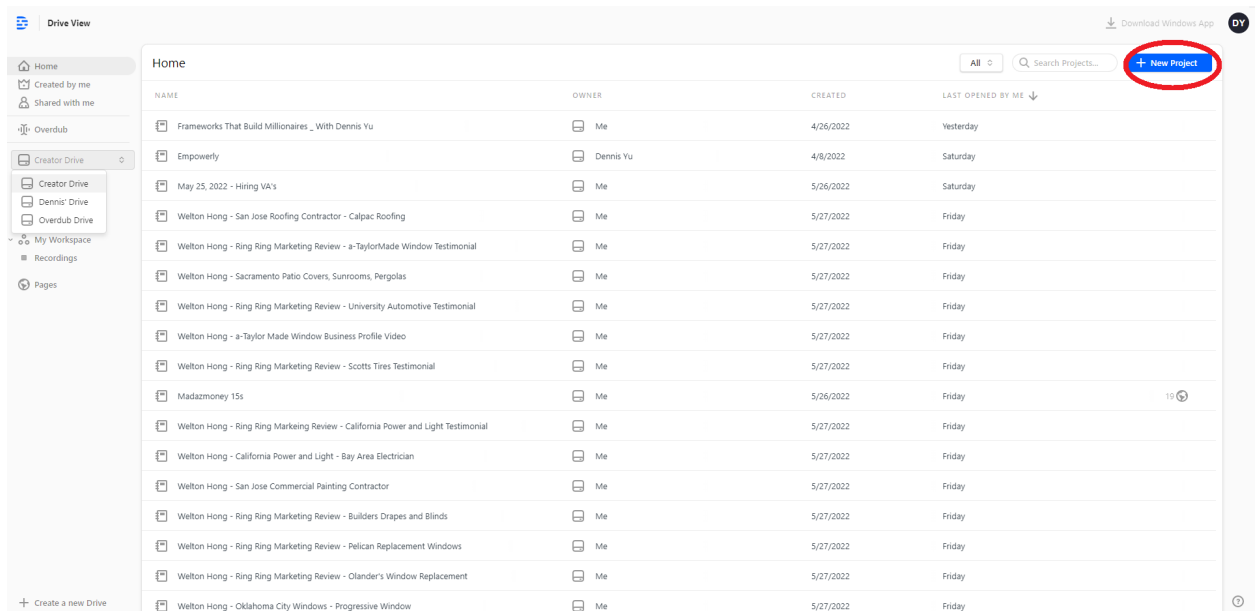 Drive View
Download Windows App
DY
Home
Created by me
Shared with me
Overdub
Creator Drive
Creator Drive
Dennis' Drive
Overdub Drive
My Workspace
Recordings
Pages
Create a new Drive
Home
All
Search Projects...
+ New Project
NAME OWNER CREATED LAST OPENED BY ME
Frameworks That Build Millionaires _ With Dennis Yu Me 4/26/2022 Yesterday
Empowerly Dennis Yu 4/8/2022 Saturday
May 25, 2022 - Hiring VA's Me 5/26/2022 Saturday
Welton Hong - San Jose Roofing Contractor - Calpac Roofing Me 5/27/2022 Friday
Welton Hong - Ring Ring Marketing Review - a-TaylorMade Window Testimonial Me 5/27/2022 Friday
Welton Hong - Sacramento Patio Covers, Sunrooms, Pergolas Me 5/27/2022 Friday
Welton Hong - Ring Ring Marketing Review - University Automotive Testimonial Me 5/27/2022 Friday
Welton Hong - a-Taylor Made Window Business Profile Video Me 5/27/2022 Friday
Welton Hong - Ring Ring Marketing Review - Scotts Tires Testimonial Me 5/27/2022 Friday
Madazmoney 15s Me 5/26/2022 Friday 19
Welton Hong - Ring Ring Markeing Review - California Power and Light Testimonial Me 5/27/2022 Friday
Welton Hong - California Power and Light - Bay Area Electrician Me 5/27/2022 Friday
Welton Hong - San Jose Commercial Painting Contractor Me 5/27/2022 Friday
Welton Hong - Ring Ring Marketing Review - Builders Drapes and Blinds Me 5/27/2022 Friday
Welton Hong - Ring Ring Marketing Review - Pelican Replacement Windows Me 5/27/2022 Friday
Welton Hong - Ring Ring Marketing Review - Olander's Window Replacement Me 5/27/2022 Friday
Welton Hong - Oklahoma City Windows - Progressive Window Me 5/27/2022 Friday